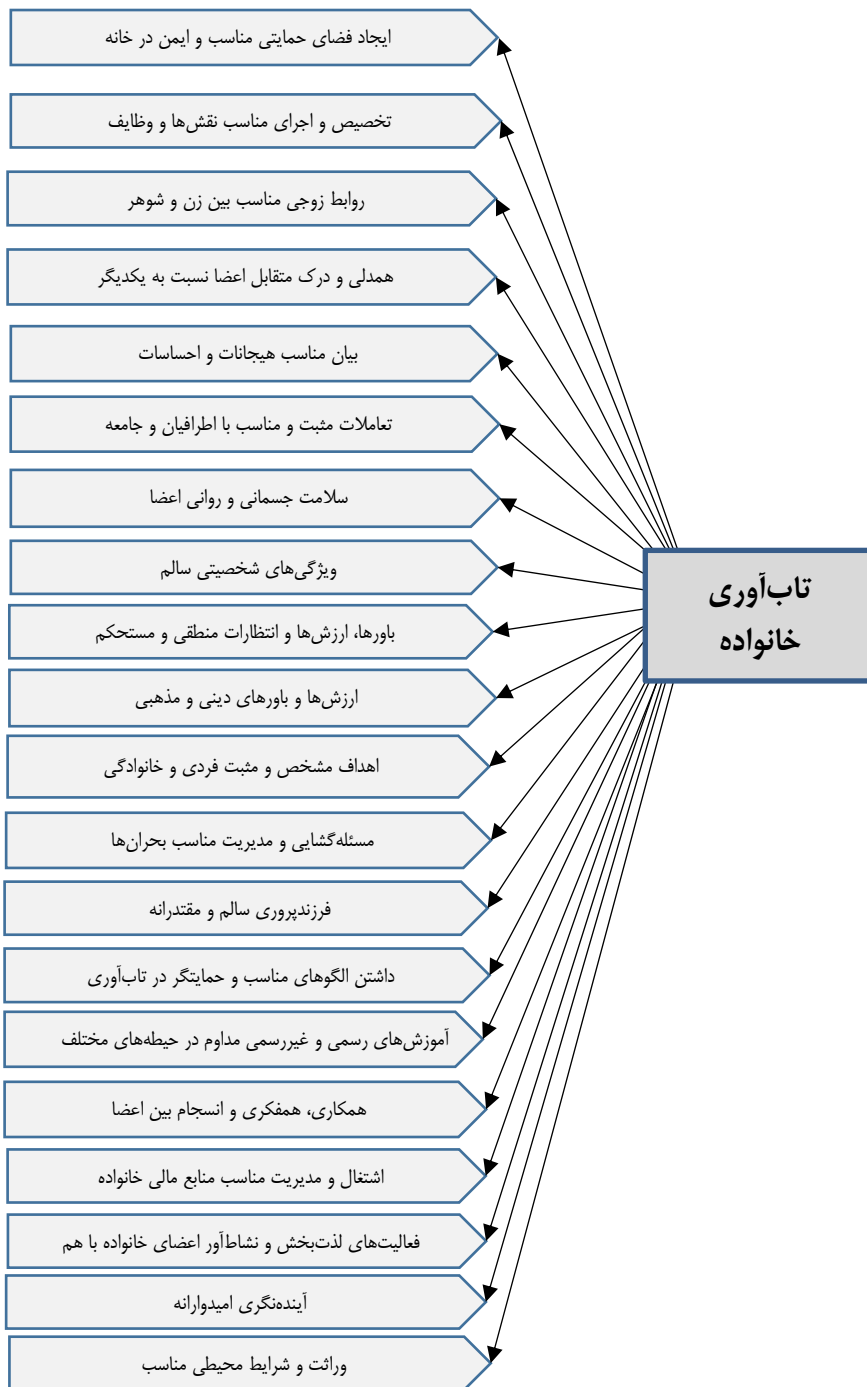 ایجاد فضای حمایتی مناسب و ایمن در خانه
تخصیص و اجرای مناسب نقش‌ها و وظایف
روابط زوجی مناسب بین زن و شوهر
همدلی و درک متقابل اعضا نسبت به یکدیگر
بیان مناسب هیجانات و احساسات
تعاملات مثبت و مناسب با اطرافیان و جامعه
سلامت جسمانی و روانی اعضا
ویژگی‌های شخصیتی سالم
باورها، ارزش‌ها و انتظارات منطقی و مستحکم
ارزش‌ها و باورهای دینی و مذهبی
اهداف مشخص و مثبت فردی و خانوادگی
مسئله‌گشایی و مدیریت مناسب بحران‌ها
فرزندپروری سالم و مقتدرانه
داشتن الگوهای مناسب و حمایتگر در تاب‌آوری
آموزش‌های رسمی و غیررسمی مداوم در حیطه‌های مختلف
همکاری، همفکری و انسجام بین اعضا
اشتغال و مدیریت مناسب منابع مالی خانواده
فعالیت‌های لذت‌بخش و نشاط‌آور اعضای خانواده با هم
آینده‌نگری امیدوارانه
وراثت و شرایط محیطی مناسب
تاب‌آوری
خانواده